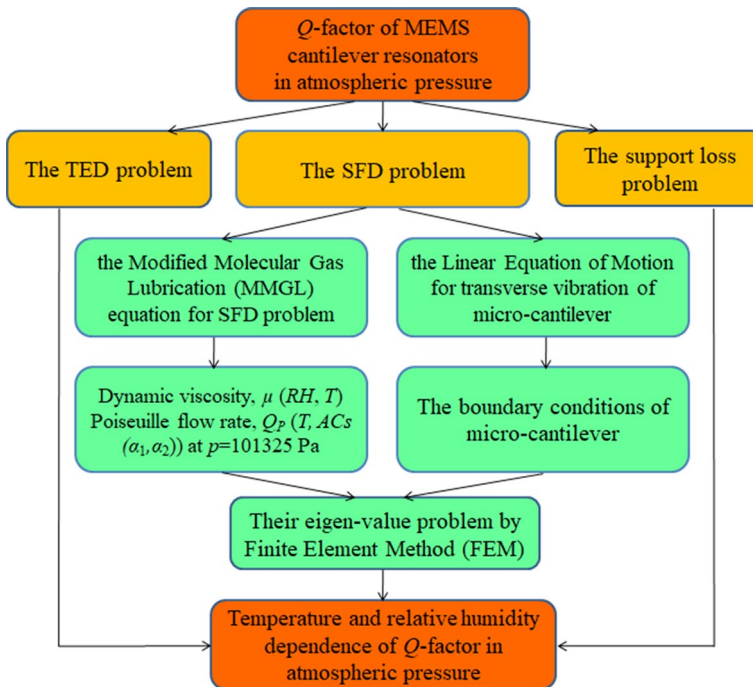 Q-factor of MEMS
cantilever resonators
in atmospheric pressure
The TED problem
The SFD problem
The support loss
problem
the Modified Molecular Gas
Lubrication (MMGL)
equation for SFD problem
the Linear Equation of Motion
for transverse vibration of
micro-cantilever
Dynamic viscosity, μ (RH, T)
Poiseuille flow rate, Q_P (T, ACs
(α₁,α₂)) at p=101325 Pa
The boundary conditions of
micro-cantilever
Their eigen-value problem by
Finite Element Method (FEM)
Temperature and relative humidity
dependence of Q-factor in
atmospheric pressure